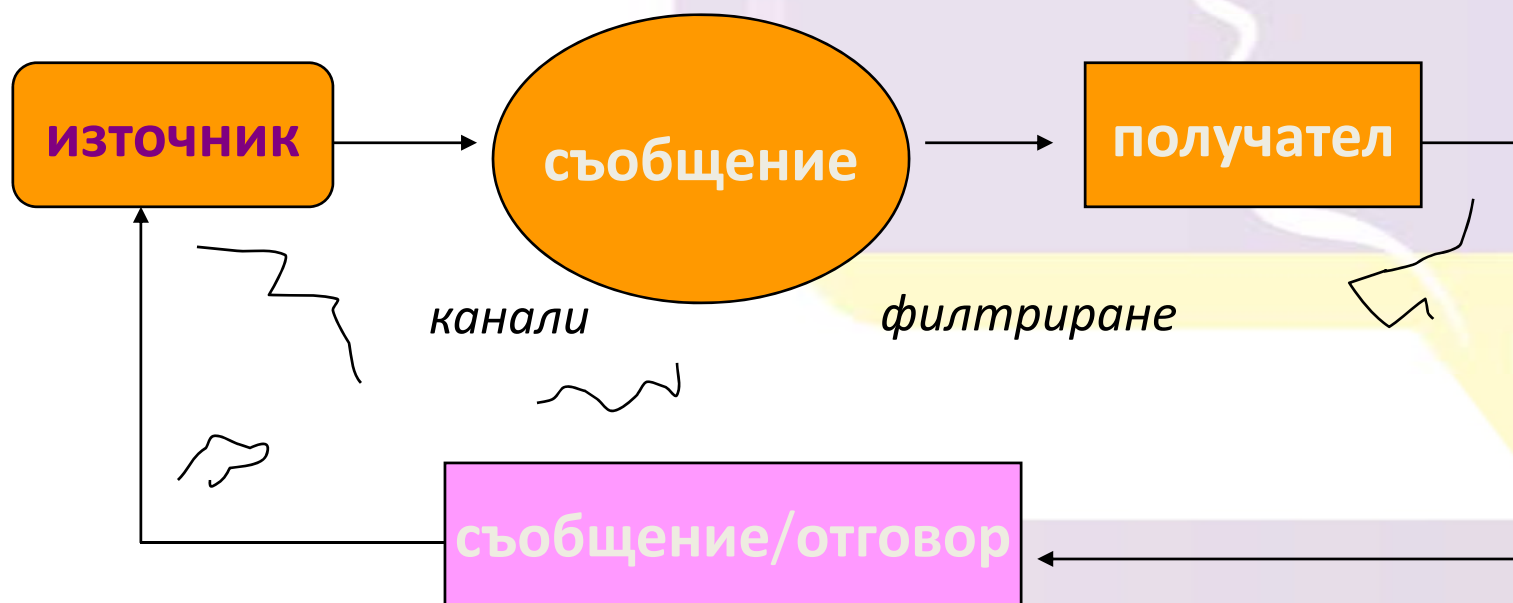 източник
съобщение
получател
канали
филтриране
съобщение/отговор